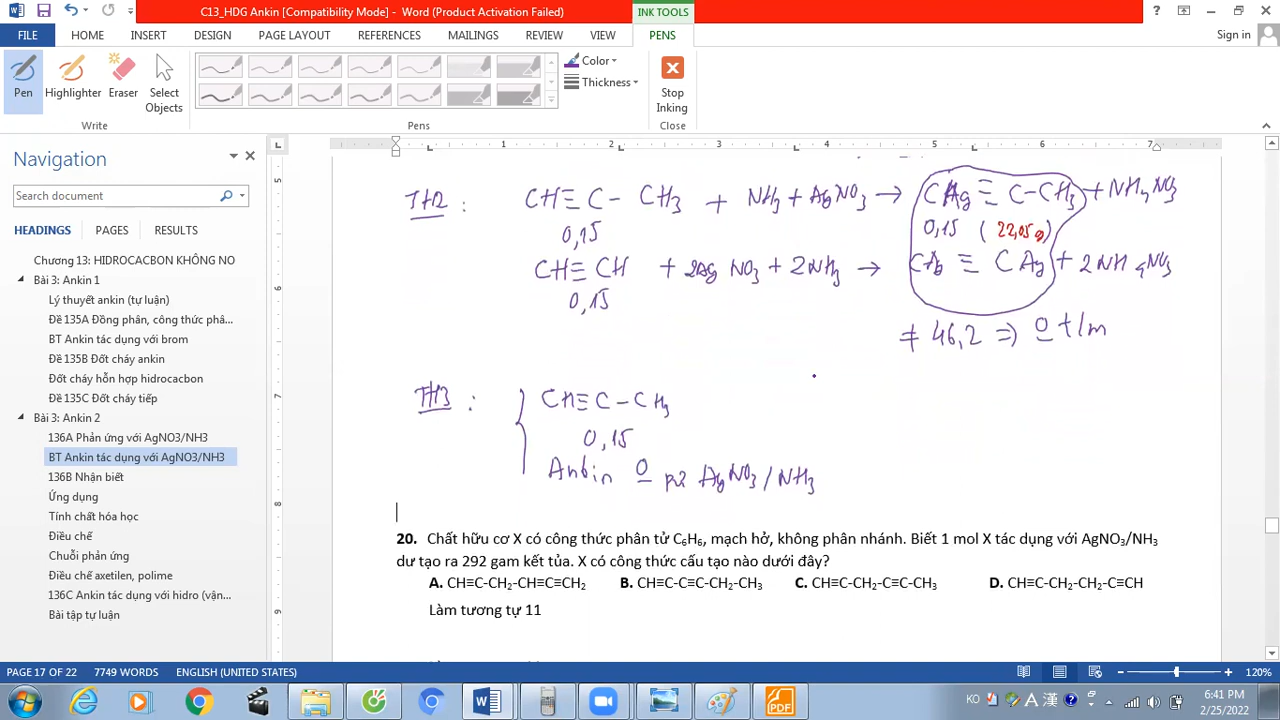 C13_HDG Ankin [Compatibility Mode] - Word (Product Activation Failed)
INK TOOLS
FILE HOME INSERT DESIGN PAGE LAYOUT REFERENCES MAILINGS REVIEW VIEW PENS
Sign in
Pen Highlighter Eraser Select Objects
Color
Thickness
Stop Inking
Write Pens Close
Navigation
Search document
HEADINGS PAGES RESULTS
Chương 13: HIDROCACBON KHÔNG NO
Bài 3: Ankin 1
Lý thuyết ankin (tự luận)
Đề 135A Đồng phân, công thức phâ...
BT Ankin tác dụng với brom
Đề 135B Đốt cháy ankin
Đốt cháy hỗn hợp hidrocacbon
Đề 135C Đốt cháy tiếp
Bài 3: Ankin 2
136A Phản ứng với AgNO3/NH3
BT Ankin tác dụng với AgNO3/NH3
136B Nhận biết
Ứng dụng
Tính chất hóa học
Điều chế
Chuỗi phản ứng
Điều chế axetilen, polime
136C Ankin tác dụng với hidro (vận...
Bài tập tự luận
TH2 : CH≡C-CH₃ + NH₃ + AgNO₃ → CAg≡C-CH₃ + NH₄NO₃
0,15 0,15 (22,05g)
CH≡CH + 2AgNO₃ + 2NH₃ → CAg≡CAg + 2NH₄NO₃
0,15
≠ 46,2 ⇒ O t/m
TH3 : CH≡C-CH₃
0,15
Ankin O pư AgNO₃/NH₃
20. Chất hữu cơ X có công thức phân tử C₆H₆, mạch hở, không phân nhánh. Biết 1 mol X tác dụng với AgNO₃/NH₃
dư tạo ra 292 gam kết tủa. X có công thức cấu tạo nào dưới đây?
A. CH≡C-CH₂-CH≡C≡CH₂ B. CH≡C-C≡C-CH₂-CH₃ C. CH≡C-CH₂-C≡C-CH₃ D. CH≡C-CH₂-CH₂-C≡CH
Làm tương tự 11
PAGE 17 OF 22 7749 WORDS ENGLISH (UNITED STATES) 120%
KO A 漢 6:41 PM
2/25/2022